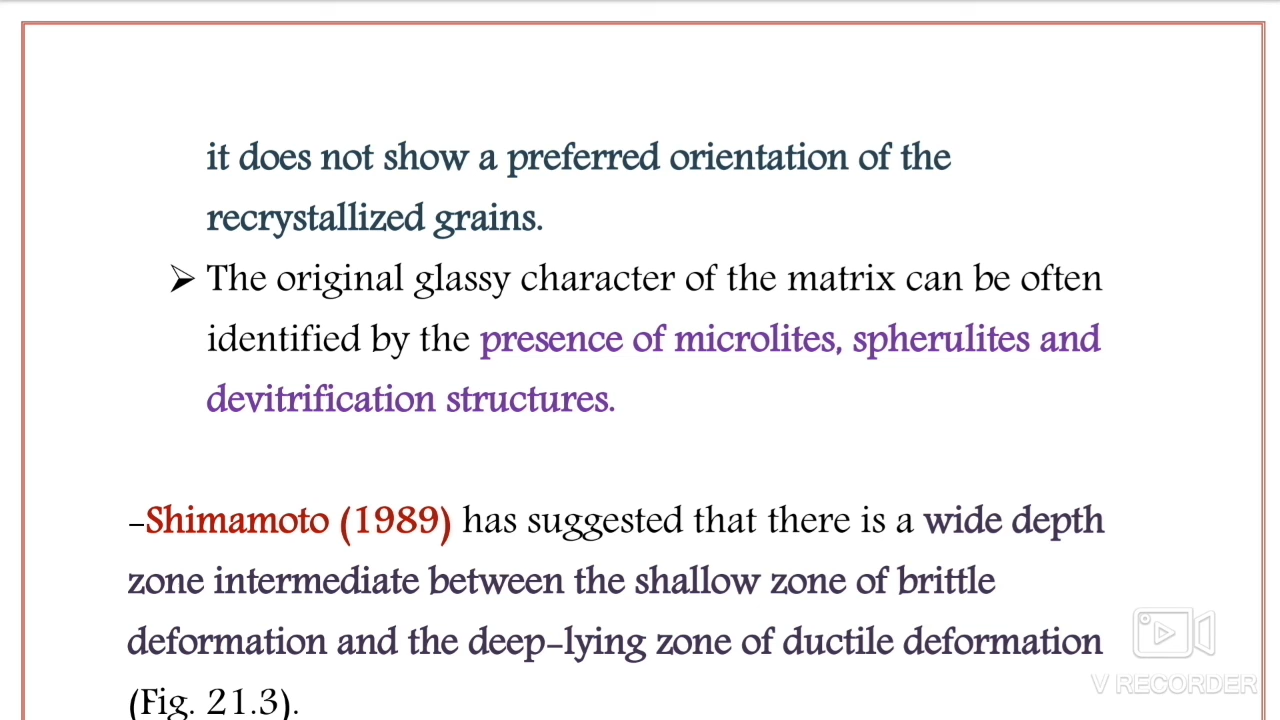 it does not show a preferred orientation of the
recrystallized grains.
➤ The original glassy character of the matrix can be often
identified by the presence of microlites, spherulites and
devitrification structures.
-Shimamoto (1989) has suggested that there is a wide depth
zone intermediate between the shallow zone of brittle
deformation and the deep-lying zone of ductile deformation
(Fig. 21.3).
V RECORDER